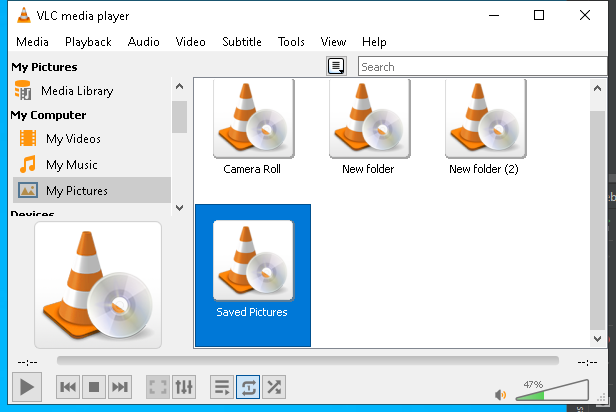 VLC media player
Media Playback Audio Video Subtitle Tools View Help
My Pictures
Search
Media Library
My Computer
My Videos
My Music
My Pictures
Devices
Camera Roll
New folder
New folder (2)
Saved Pictures
--:--
--:--
47%